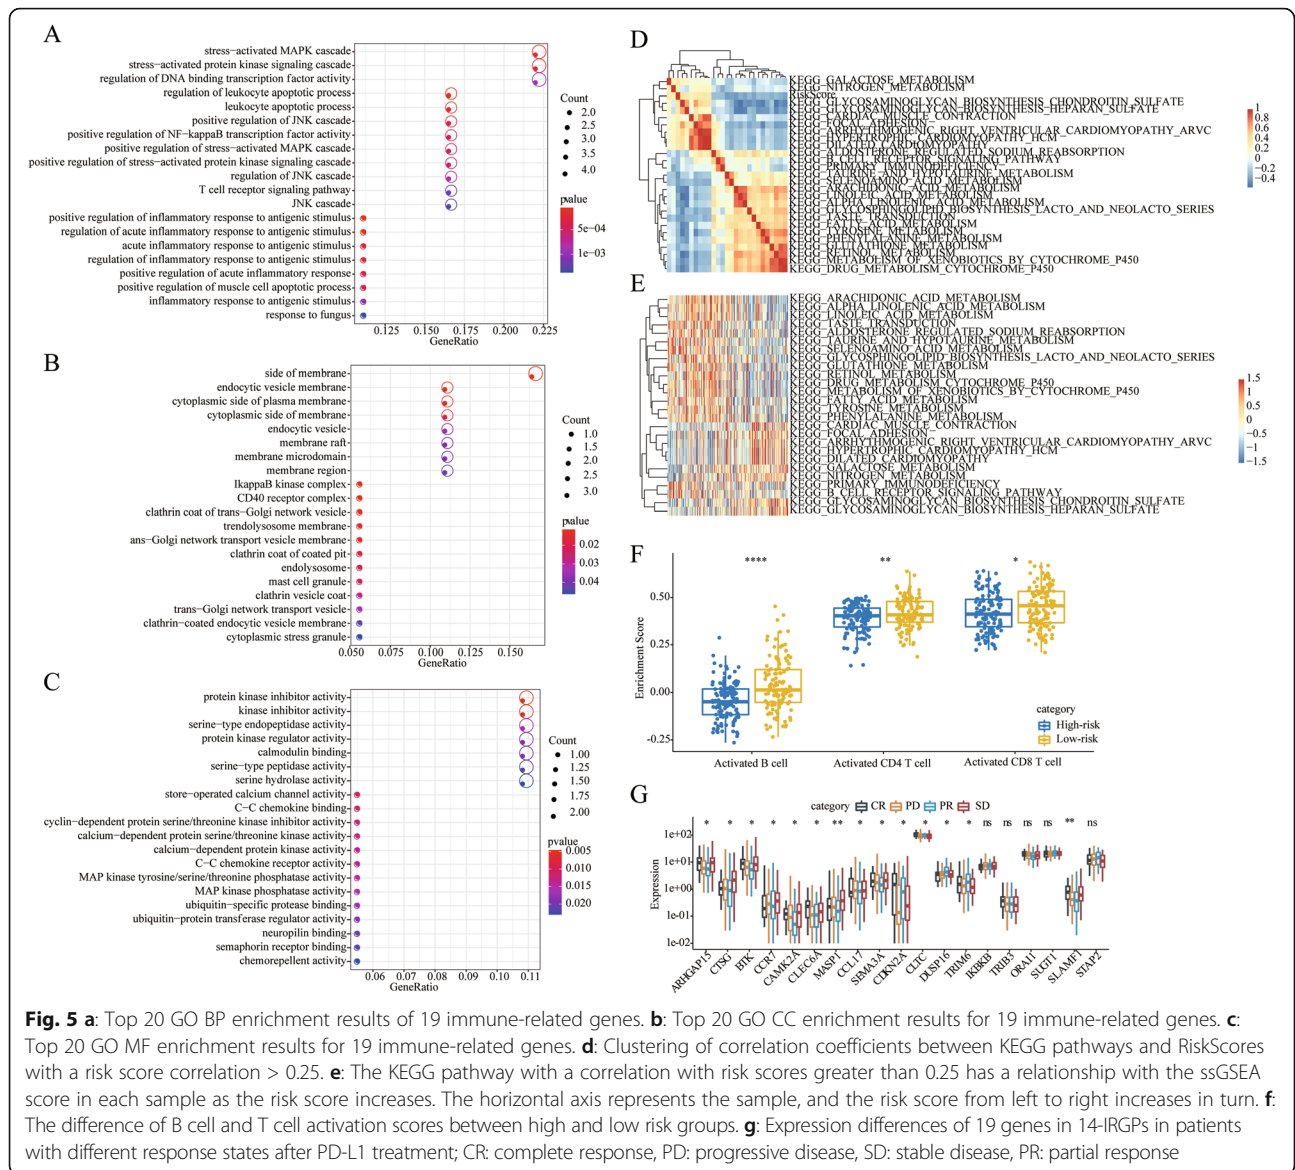 A
stress-activated MAPK cascade
stress-activated protein kinase signaling cascade
regulation of DNA binding transcription factor activity
regulation of leukocyte apoptotic process
leukocyte apoptotic process
positive regulation of JNK cascade
positive regulation of NF-kappaB transcription factor activity
positive regulation of stress-activated MAPK cascade
positive regulation of stress-activated protein kinase signaling cascade
regulation of JNK cascade
T cell receptor signaling pathway
JNK cascade
positive regulation of inflammatory response to antigenic stimulus
regulation of acute inflammatory response to antigenic stimulus
acute inflammatory response to antigenic stimulus
regulation of inflammatory response to antigenic stimulus
positive regulation of acute inflammatory response
positive regulation of muscle cell apoptotic process
inflammatory response to antigenic stimulus
response to fungus
0.125 0.150 0.175 0.200 0.225
GeneRatio
Count
2.0
2.5
3.0
3.5
4.0
pvalue
5e-04
1e-03
B
side of membrane
endocytic vesicle membrane
cytoplasmic side of plasma membrane
cytoplasmic side of membrane
endocytic vesicle
membrane raft
membrane microdomain
membrane region
IkappaB kinase complex
CD40 receptor complex
clathrin coat of trans-Golgi network vesicle
trendolysosome membrane
ans-Golgi network transport vesicle membrane
clathrin coat of coated pit
endolysosome
mast cell granule
clathrin vesicle coat
trans-Golgi network transport vesicle
clathrin-coated endocytic vesicle membrane
cytoplasmic stress granule
0.050 0.075 0.100 0.125 0.150
GeneRatio
Count
1.0
1.5
2.0
2.5
3.0
pvalue
0.02
0.03
0.04
C
protein kinase inhibitor activity
kinase inhibitor activity
serine-type endopeptidase activity
protein kinase regulator activity
calmodulin binding
serine-type peptidase activity
serine hydrolase activity
store-operated calcium channel activity
C-C chemokine binding
cyclin-dependent protein serine/threonine kinase inhibitor activity
calcium-dependent protein serine/threonine kinase activity
calcium-dependent protein kinase activity
C-C chemokine receptor activity
MAP kinase tyrosine/serine/threonine phosphatase activity
MAP kinase phosphatase activity
ubiquitin-specific protease binding
ubiquitin-protein transferase regulator activity
neuropilin binding
semaphorin receptor binding
chemorepellent activity
0.06 0.07 0.08 0.09 0.10 0.11
GeneRatio
Count
1.00
1.25
1.50
1.75
2.00
pvalue
0.005
0.010
0.015
0.020
D
KEGG_GALACTOSE_METABOLISM
KEGG_NITROGEN_METABOLISM
RiskScore
KEGG_GLYCOSAMINOGLYCAN_BIOSYNTHESIS_CHONDROITIN_SULFATE
KEGG_GLYCOSAMINOGLYCAN_BIOSYNTHESIS_HEPARAN_SULFATE
KEGG_CARDIAC_MUSCLE_CONTRACTION
KEGG_FOCAL_ADHESION
KEGG_ARRHYTHMOGENIC_RIGHT_VENTRICULAR_CARDIOMYOPATHY_ARVC
KEGG_HYPERTROPHIC_CARDIOMYOPATHY_HCM
KEGG_DILATED_CARDIOMYOPATHY
KEGG_ALDOSTERONE_REGULATED_SODIUM_REABSORPTION
KEGG_B_CELL_RECEPTOR_SIGNALING_PATHWAY
KEGG_PRIMARY_IMMUNODEFICIENCY
KEGG_TAURINE_AND_HYPOTAURINE_METABOLISM
KEGG_SELENOAMINO_ACID_METABOLISM
KEGG_ARACHIDONIC_ACID_METABOLISM
KEGG_LINOLEIC_ACID_METABOLISM
KEGG_ALPHA_LINOLENIC_ACID_METABOLISM
KEGG_GLYCOSPHINGOLIPID_BIOSYNTHESIS_LACTO_AND_NEOLACTO_SERIES
KEGG_TASTE_TRANSDUCTION
KEGG_FATTY_ACID_METABOLISM
KEGG_TYROSINE_METABOLISM
KEGG_PHENYLALANINE_METABOLISM
KEGG_GLUTATHIONE_METABOLISM
KEGG_RETINOL_METABOLISM
KEGG_METABOLISM_OF_XENOBIOTICS_BY_CYTOCHROME_P450
KEGG_DRUG_METABOLISM_CYTOCHROME_P450
1
0.8
0.6
0.4
0.2
0
-0.2
-0.4
E
KEGG_ARACHIDONIC_ACID_METABOLISM
KEGG_ALPHA_LINOLENIC_ACID_METABOLISM
KEGG_LINOLEIC_ACID_METABOLISM
KEGG_TASTE_TRANSDUCTION
KEGG_ALDOSTERONE_REGULATED_SODIUM_REABSORPTION
KEGG_TAURINE_AND_HYPOTAURINE_METABOLISM
KEGG_SELENOAMINO_ACID_METABOLISM
KEGG_GLYCOSPHINGOLIPID_BIOSYNTHESIS_LACTO_AND_NEOLACTO_SERIES
KEGG_GLUTATHIONE_METABOLISM
KEGG_RETINOL_METABOLISM
KEGG_DRUG_METABOLISM_CYTOCHROME_P450
KEGG_METABOLISM_OF_XENOBIOTICS_BY_CYTOCHROME_P450
KEGG_FATTY_ACID_METABOLISM
KEGG_TYROSINE_METABOLISM
KEGG_PHENYLALANINE_METABOLISM
KEGG_CARDIAC_MUSCLE_CONTRACTION
KEGG_FOCAL_ADHESION
KEGG_ARRHYTHMOGENIC_RIGHT_VENTRICULAR_CARDIOMYOPATHY_ARVC
KEGG_HYPERTROPHIC_CARDIOMYOPATHY_HCM
KEGG_DILATED_CARDIOMYOPATHY
KEGG_GALACTOSE_METABOLISM
KEGG_NITROGEN_METABOLISM
KEGG_PRIMARY_IMMUNODEFICIENCY
KEGG_B_CELL_RECEPTOR_SIGNALING_PATHWAY
KEGG_GLYCOSAMINOGLYCAN_BIOSYNTHESIS_CHONDROITIN_SULFATE
KEGG_GLYCOSAMINOGLYCAN_BIOSYNTHESIS_HEPARAN_SULFATE
1.5
1
0.5
0
-0.5
-1
-1.5
F
**** ** *
Enrichment Score
0.50
0.25
0.00
-0.25
category
High-risk
Low-risk
Activated B cell Activated CD4 T cell Activated CD8 T cell
G
category CR PD PR SD
* * * * * * ** * * * * * * ns ns ns ns ** ns
Expression
1e+02
1e+01
1e+00
1e-01
1e-02
ARHGAP15 CTSG BTK CCR7 CAMK2A CLEC6A MASP1 CCL17 SEMA3A CDKN2A CLTC DUSP16 TRIM6 IKBKB TRIB3 ORAI1 SUGT1 SLAMF1 STAP2
Fig. 5 a: Top 20 GO BP enrichment results of 19 immune-related genes. b: Top 20 GO CC enrichment results for 19 immune-related genes. c:
Top 20 GO MF enrichment results for 19 immune-related genes. d: Clustering of correlation coefficients between KEGG pathways and RiskScores
with a risk score correlation > 0.25. e: The KEGG pathway with a correlation with risk scores greater than 0.25 has a relationship with the ssGSEA
score in each sample as the risk score increases. The horizontal axis represents the sample, and the risk score from left to right increases in turn. f:
The difference of B cell and T cell activation scores between high and low risk groups. g: Expression differences of 19 genes in 14-IRGPs in patients
with different response states after PD-L1 treatment; CR: complete response, PD: progressive disease, SD: stable disease, PR: partial response